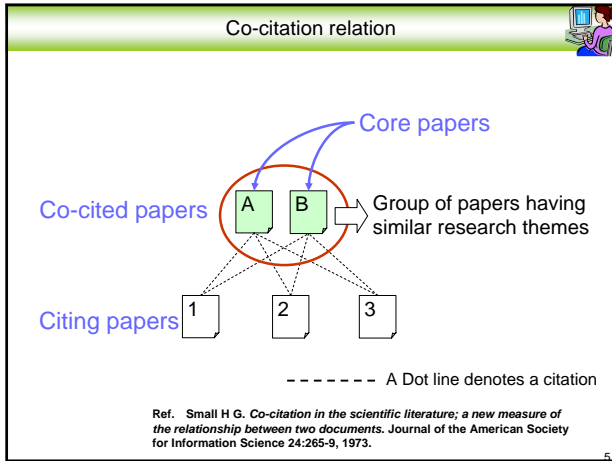 Co-citation relation
Core papers
Co-cited papers
A
B
Group of papers having
similar research themes
Citing papers
1
2
3
A Dot line denotes a citation
Ref. Small H G. Co-citation in the scientific literature; a new measure of
the relationship between two documents. Journal of the American Society
for Information Science 24:265-9, 1973.
5